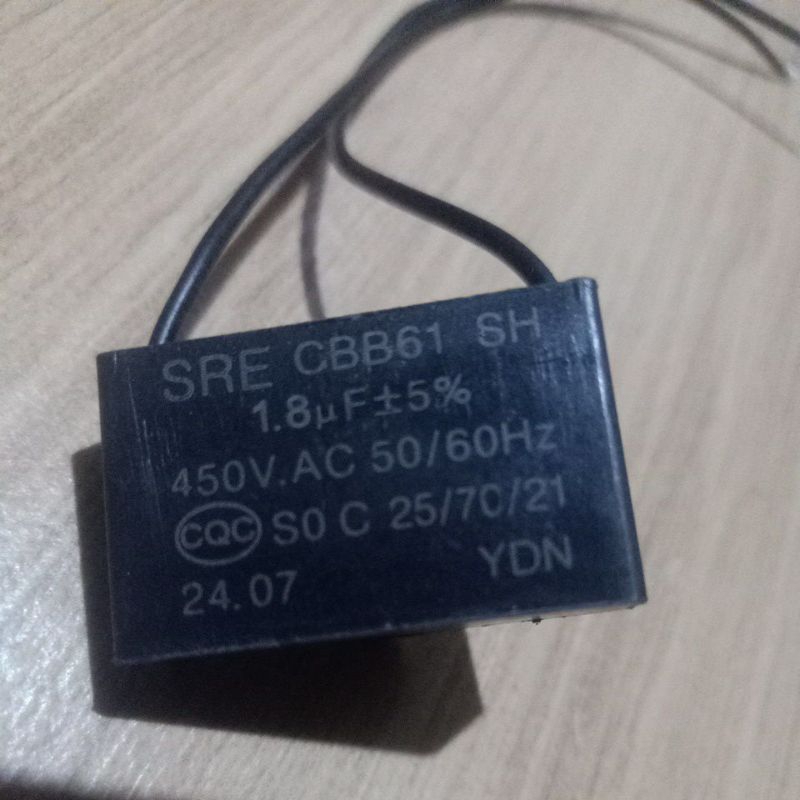 SRE CBB61 SH
1.8μF±5%
450V.AC 50/60Hz
CQC S0 C 25/70/21
24.07 YDN